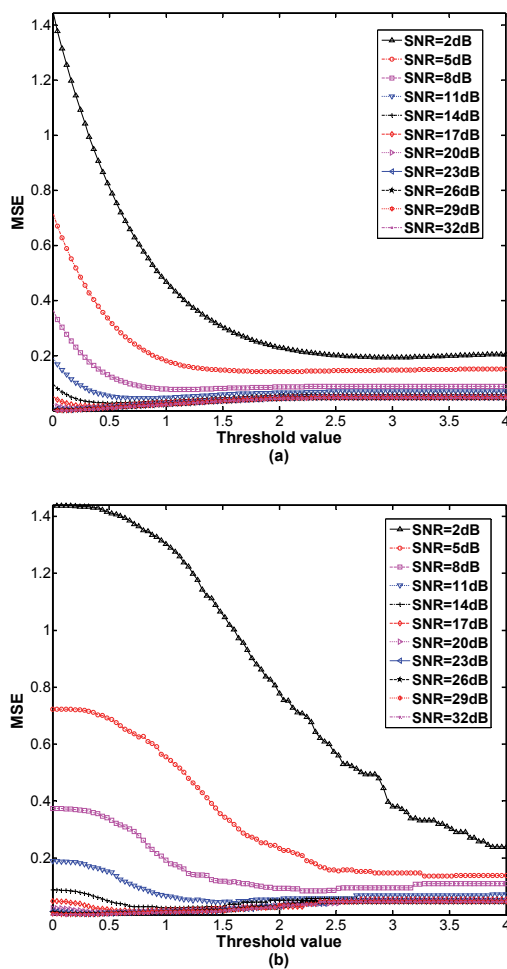 1.4
1.2
1
0.8
0.6
0.4
0.2
MSE
0
0.5
1
1.5
2
2.5
3
3.5
4
Threshold value
(a)
SNR=2dB
SNR=5dB
SNR=8dB
SNR=11dB
SNR=14dB
SNR=17dB
SNR=20dB
SNR=23dB
SNR=26dB
SNR=29dB
SNR=32dB
1.4
1.2
1
0.8
0.6
0.4
0.2
MSE
0
0.5
1
1.5
2
2.5
3
3.5
4
Threshold value
(b)
SNR=2dB
SNR=5dB
SNR=8dB
SNR=11dB
SNR=14dB
SNR=17dB
SNR=20dB
SNR=23dB
SNR=26dB
SNR=29dB
SNR=32dB